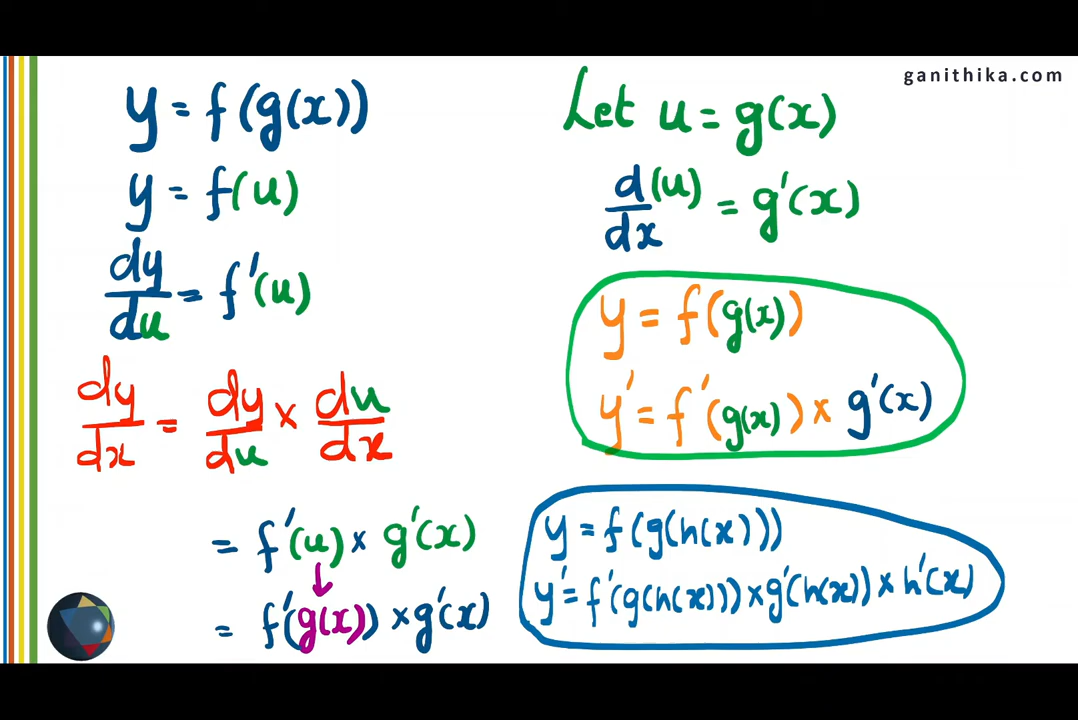 ganithika.com
y = f(g(x))
y = f(u)
dy/du = f'(u)
dy/dx = dy/du × du/dx
= f'(u) × g'(x)
= f'(g(x)) × g'(x)
Let u = g(x)
d/dx (u) = g'(x)
y = f(g(x))
y' = f'(g(x)) × g'(x)
y = f(g(h(x)))
y' = f'(g(h(x))) × g'(h(x)) × h'(x)